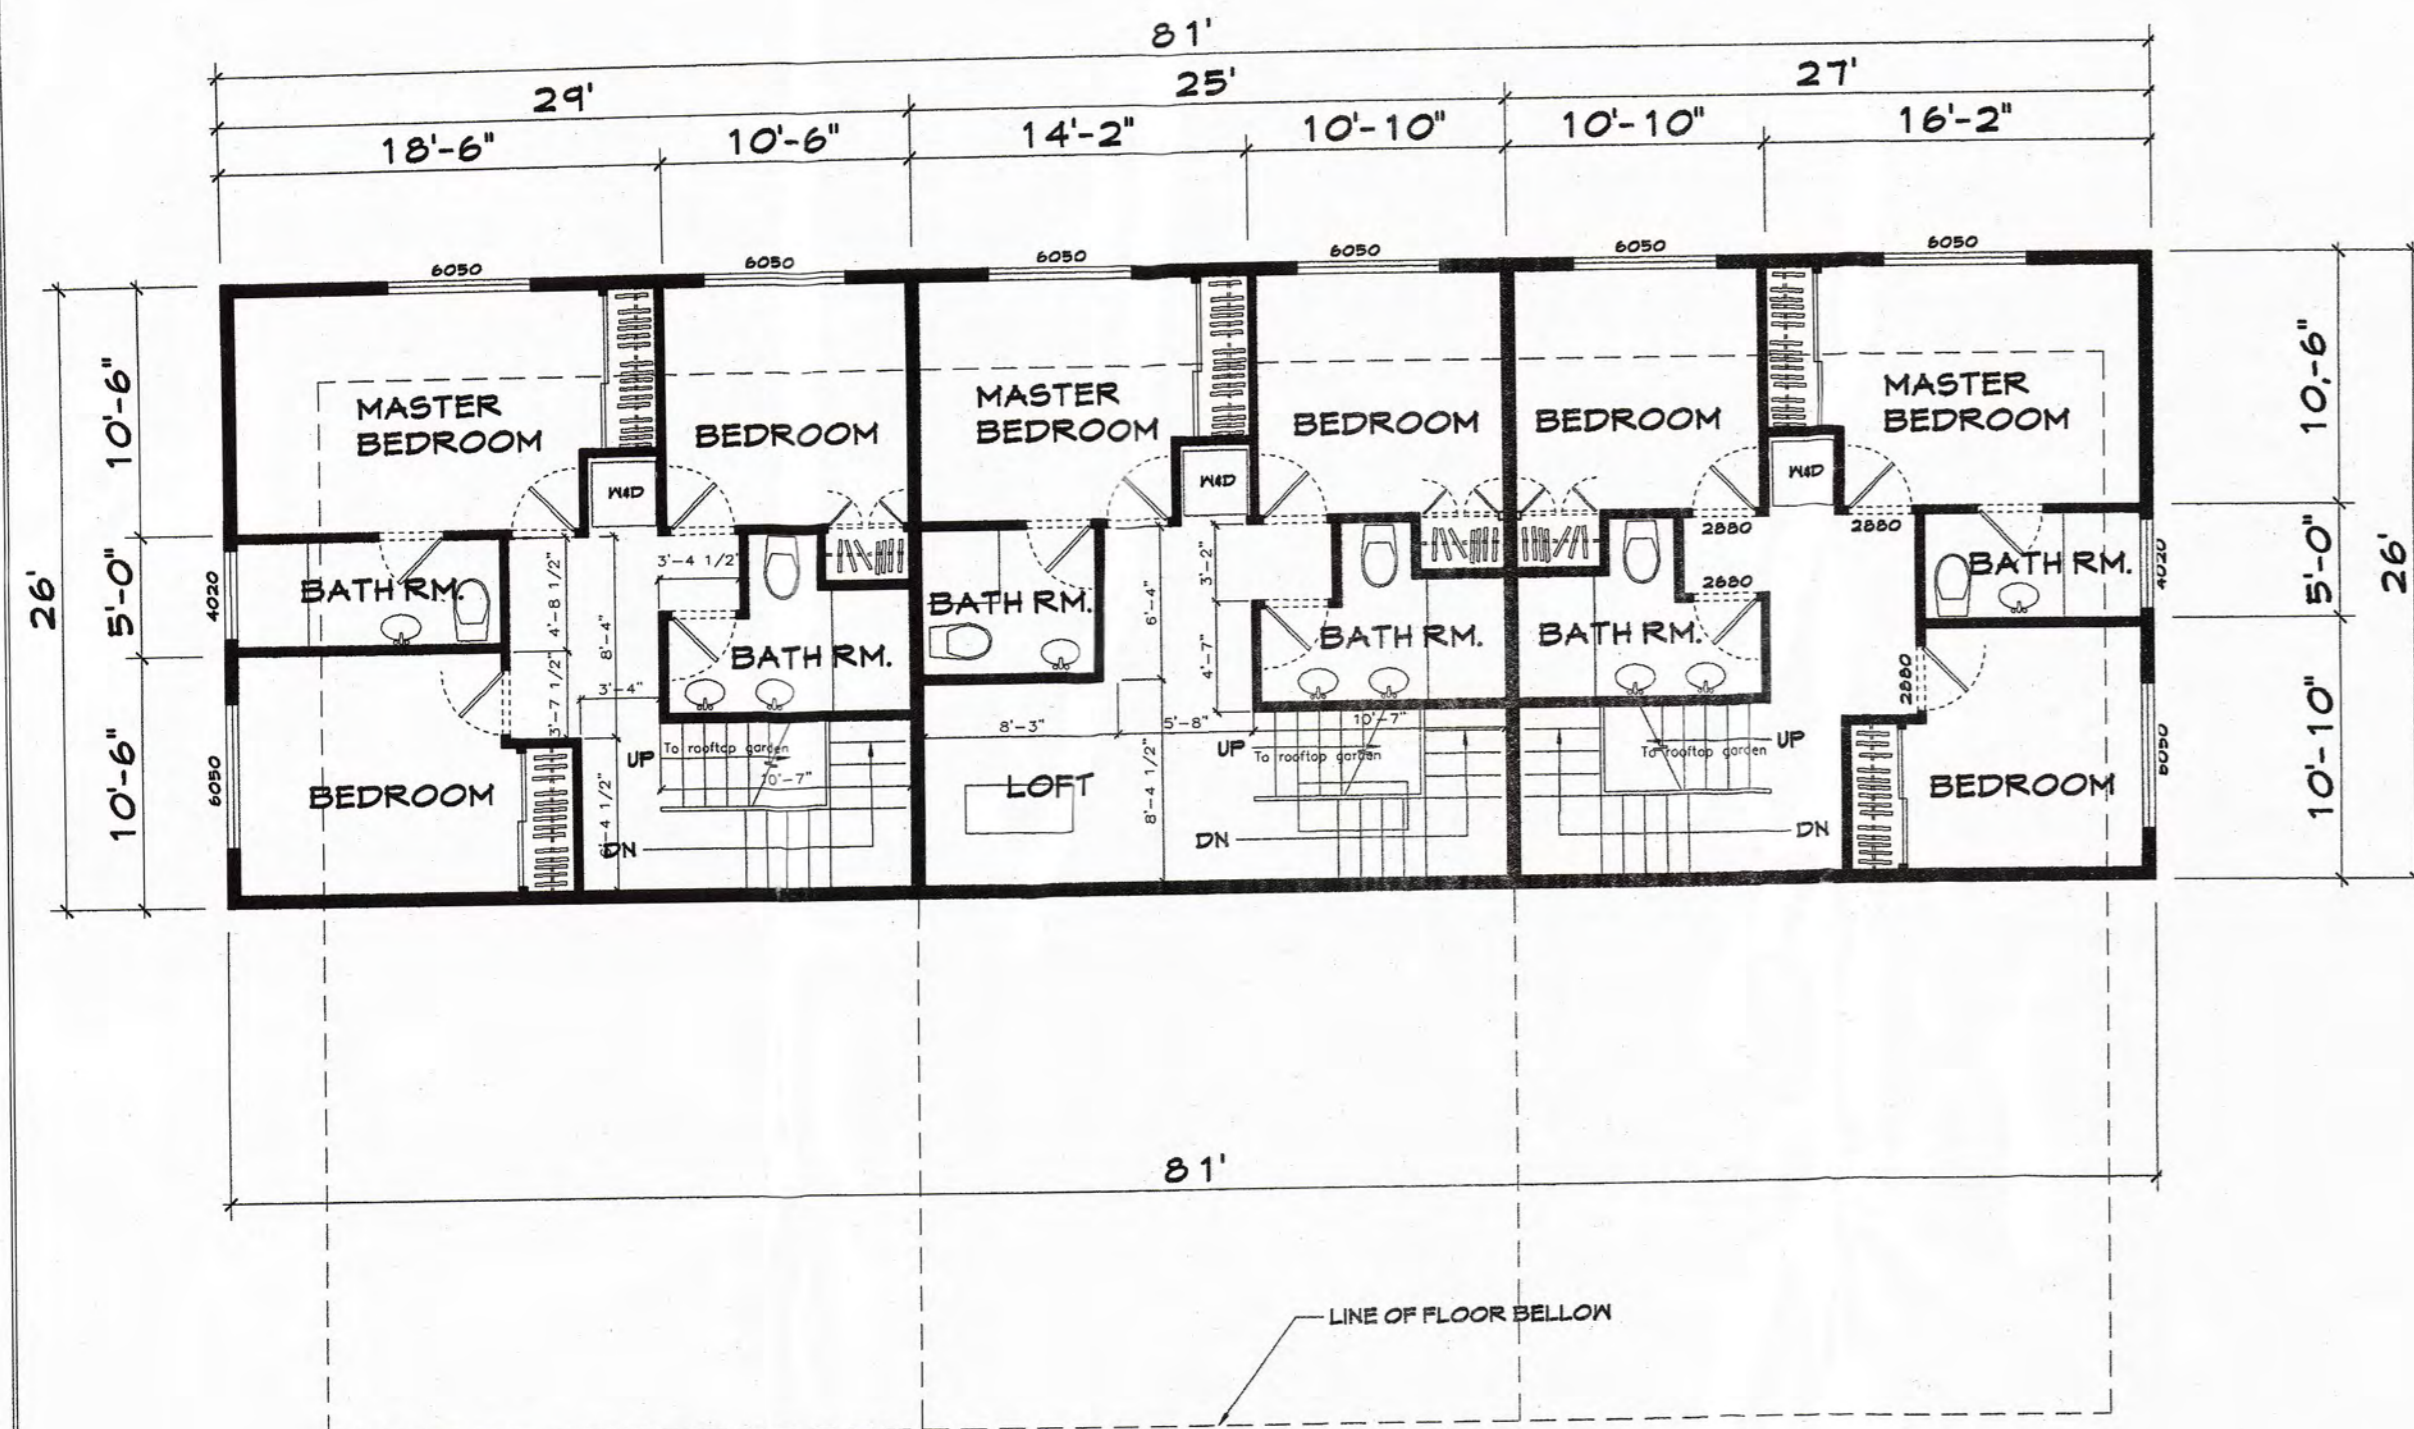 81'
29'
25'
27'
18'-6"
10'-6"
14'-2"
10'-10"
10'-10"
16'-2"
6050
6050
6050
6050
6050
6050
26'
10'-6"
5'-0"
10'-6"
4020
6050
MASTER
BEDROOM
W&D
BEDROOM
MASTER
BEDROOM
W&D
BEDROOM
BEDROOM
W&D
MASTER
BEDROOM
10,-6"
5'-0"
10'-10"
26'
4020
6050
2880
2880
2680
2880
BATH RM.
4'-8 1/2"
8'-4"
3'-4 1/2"
3'-7 1/2"
3'-4"
BATH RM.
BATH RM.
6'-4"
3'-2"
4'-7"
BATH RM.
BATH RM.
BATH RM.
BEDROOM
UP
To rooftop garden
10'-7"
DN
8'-3"
5'-8"
10'-7"
LOFT
8'-4 1/2"
UP
To rooftop garden
DN
To rooftop garden
UP
DN
BEDROOM
81'
LINE OF FLOOR BELLOW